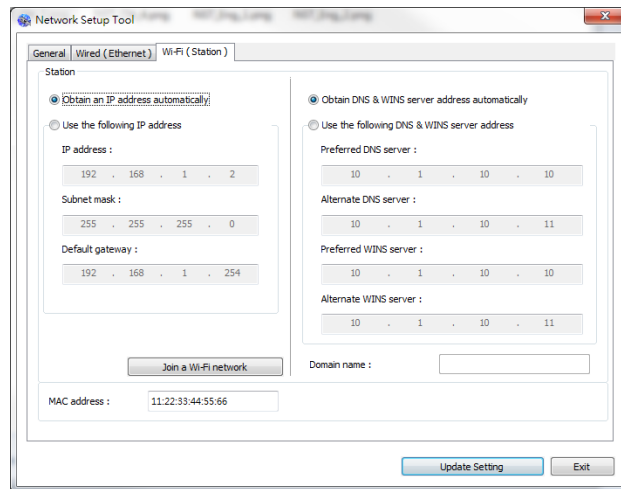 Network Setup Tool
General Wired ( Ethernet ) Wi-Fi ( Station )
Station
Obtain an IP address automatically
Use the following IP address
IP address :
192 . 168 . 1 . 2
Subnet mask :
255 . 255 . 255 . 0
Default gateway :
192 . 168 . 1 . 254
Join a Wi-Fi network
Obtain DNS & WINS server address automatically
Use the following DNS & WINS server address
Preferred DNS server :
10 . 1 . 10 . 10
Alternate DNS server :
10 . 1 . 10 . 11
Preferred WINS server :
10 . 1 . 10 . 10
Alternate WINS server :
10 . 1 . 10 . 11
Domain name :
MAC address : 11:22:33:44:55:66
Update Setting Exit